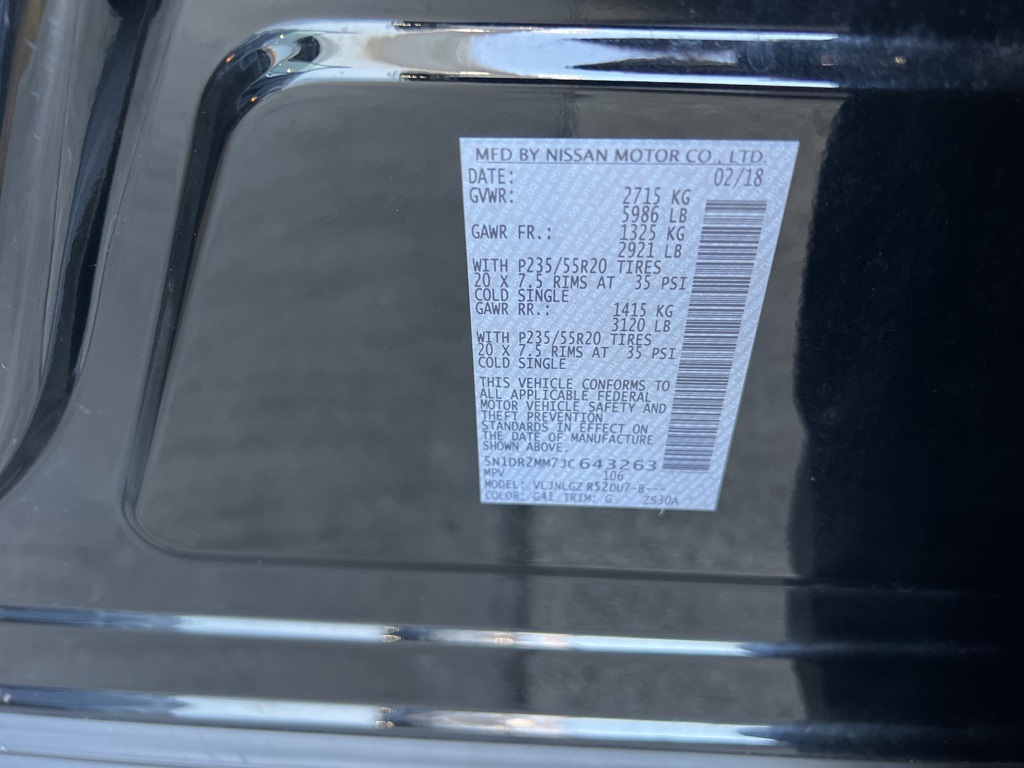 MFD BY NISSAN MOTOR CO., LTD.
DATE: 02/18
GVWR: 2715 KG
5986 LB
GAWR FR.: 1325 KG
2921 LB
WITH P235/55R20 TIRES
20 X 7.5 RIMS AT 35 PSI
COLD SINGLE
GAWR RR.: 1415 KG
3120 LB
WITH P235/55R20 TIRES
20 X 7.5 RIMS AT 35 PSI
COLD SINGLE
THIS VEHICLE CONFORMS TO
ALL APPLICABLE FEDERAL
MOTOR VEHICLE SAFETY AND
THEFT PREVENTION
STANDARDS IN EFFECT ON
THE DATE OF MANUFACTURE
SHOWN ABOVE.
5N1DR2MM7JC643263
MPV 106
MODEL: VLJNLGZ R52DU7-B---
COLOR: G41 TRIM: G 2S30A